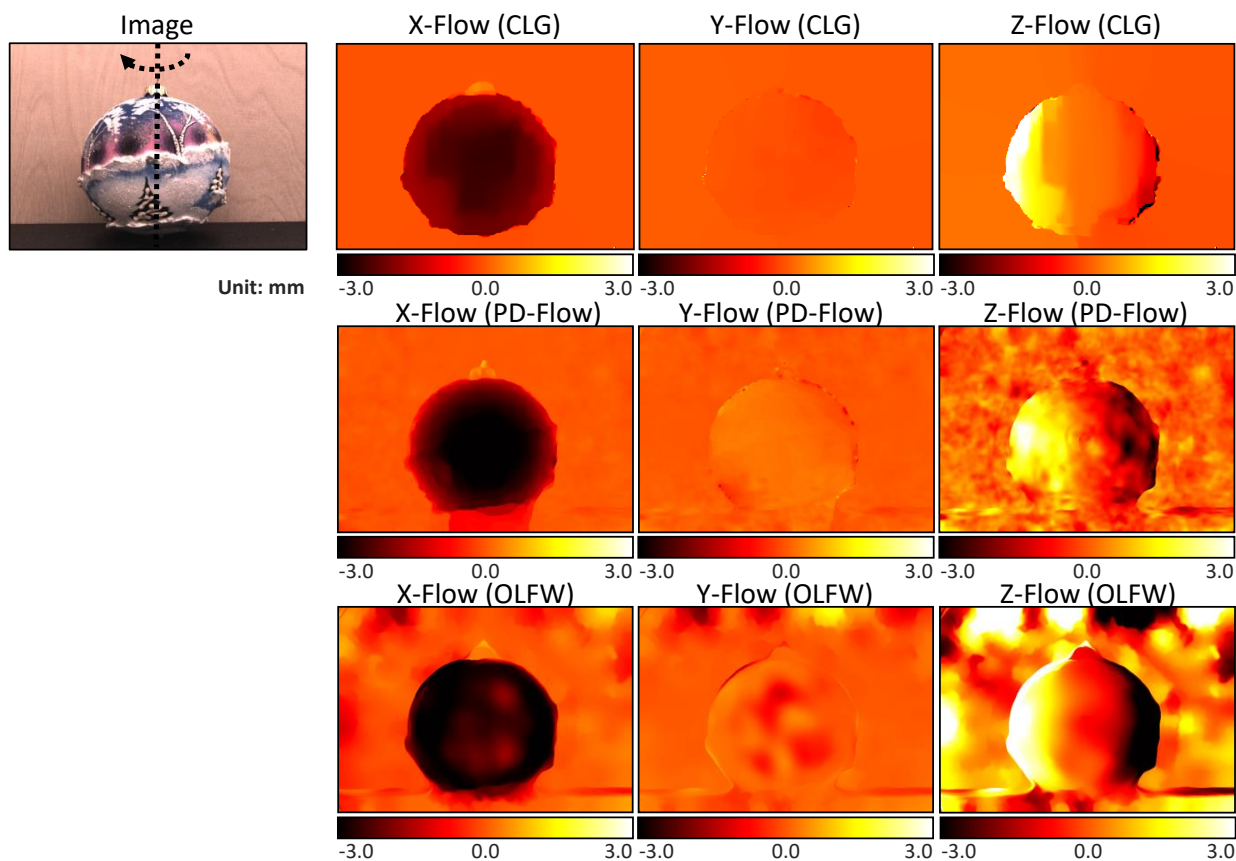 Image
X-Flow (CLG)
Y-Flow (CLG)
Z-Flow (CLG)
Unit: mm
-3.0 0.0 3.0
-3.0 0.0 3.0
-3.0 0.0 3.0
X-Flow (PD-Flow)
Y-Flow (PD-Flow)
Z-Flow (PD-Flow)
-3.0 0.0 3.0
-3.0 0.0 3.0
-3.0 0.0 3.0
X-Flow (OLFW)
Y-Flow (OLFW)
Z-Flow (OLFW)
-3.0 0.0 3.0
-3.0 0.0 3.0
-3.0 0.0 3.0